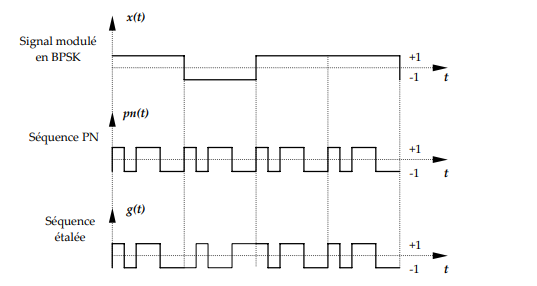 x(t)
Signal modulé
en BPSK
+1
-1 t
pn(t)
Séquence PN
+1
-1 t
g(t)
Séquence
étalée
+1
-1 t